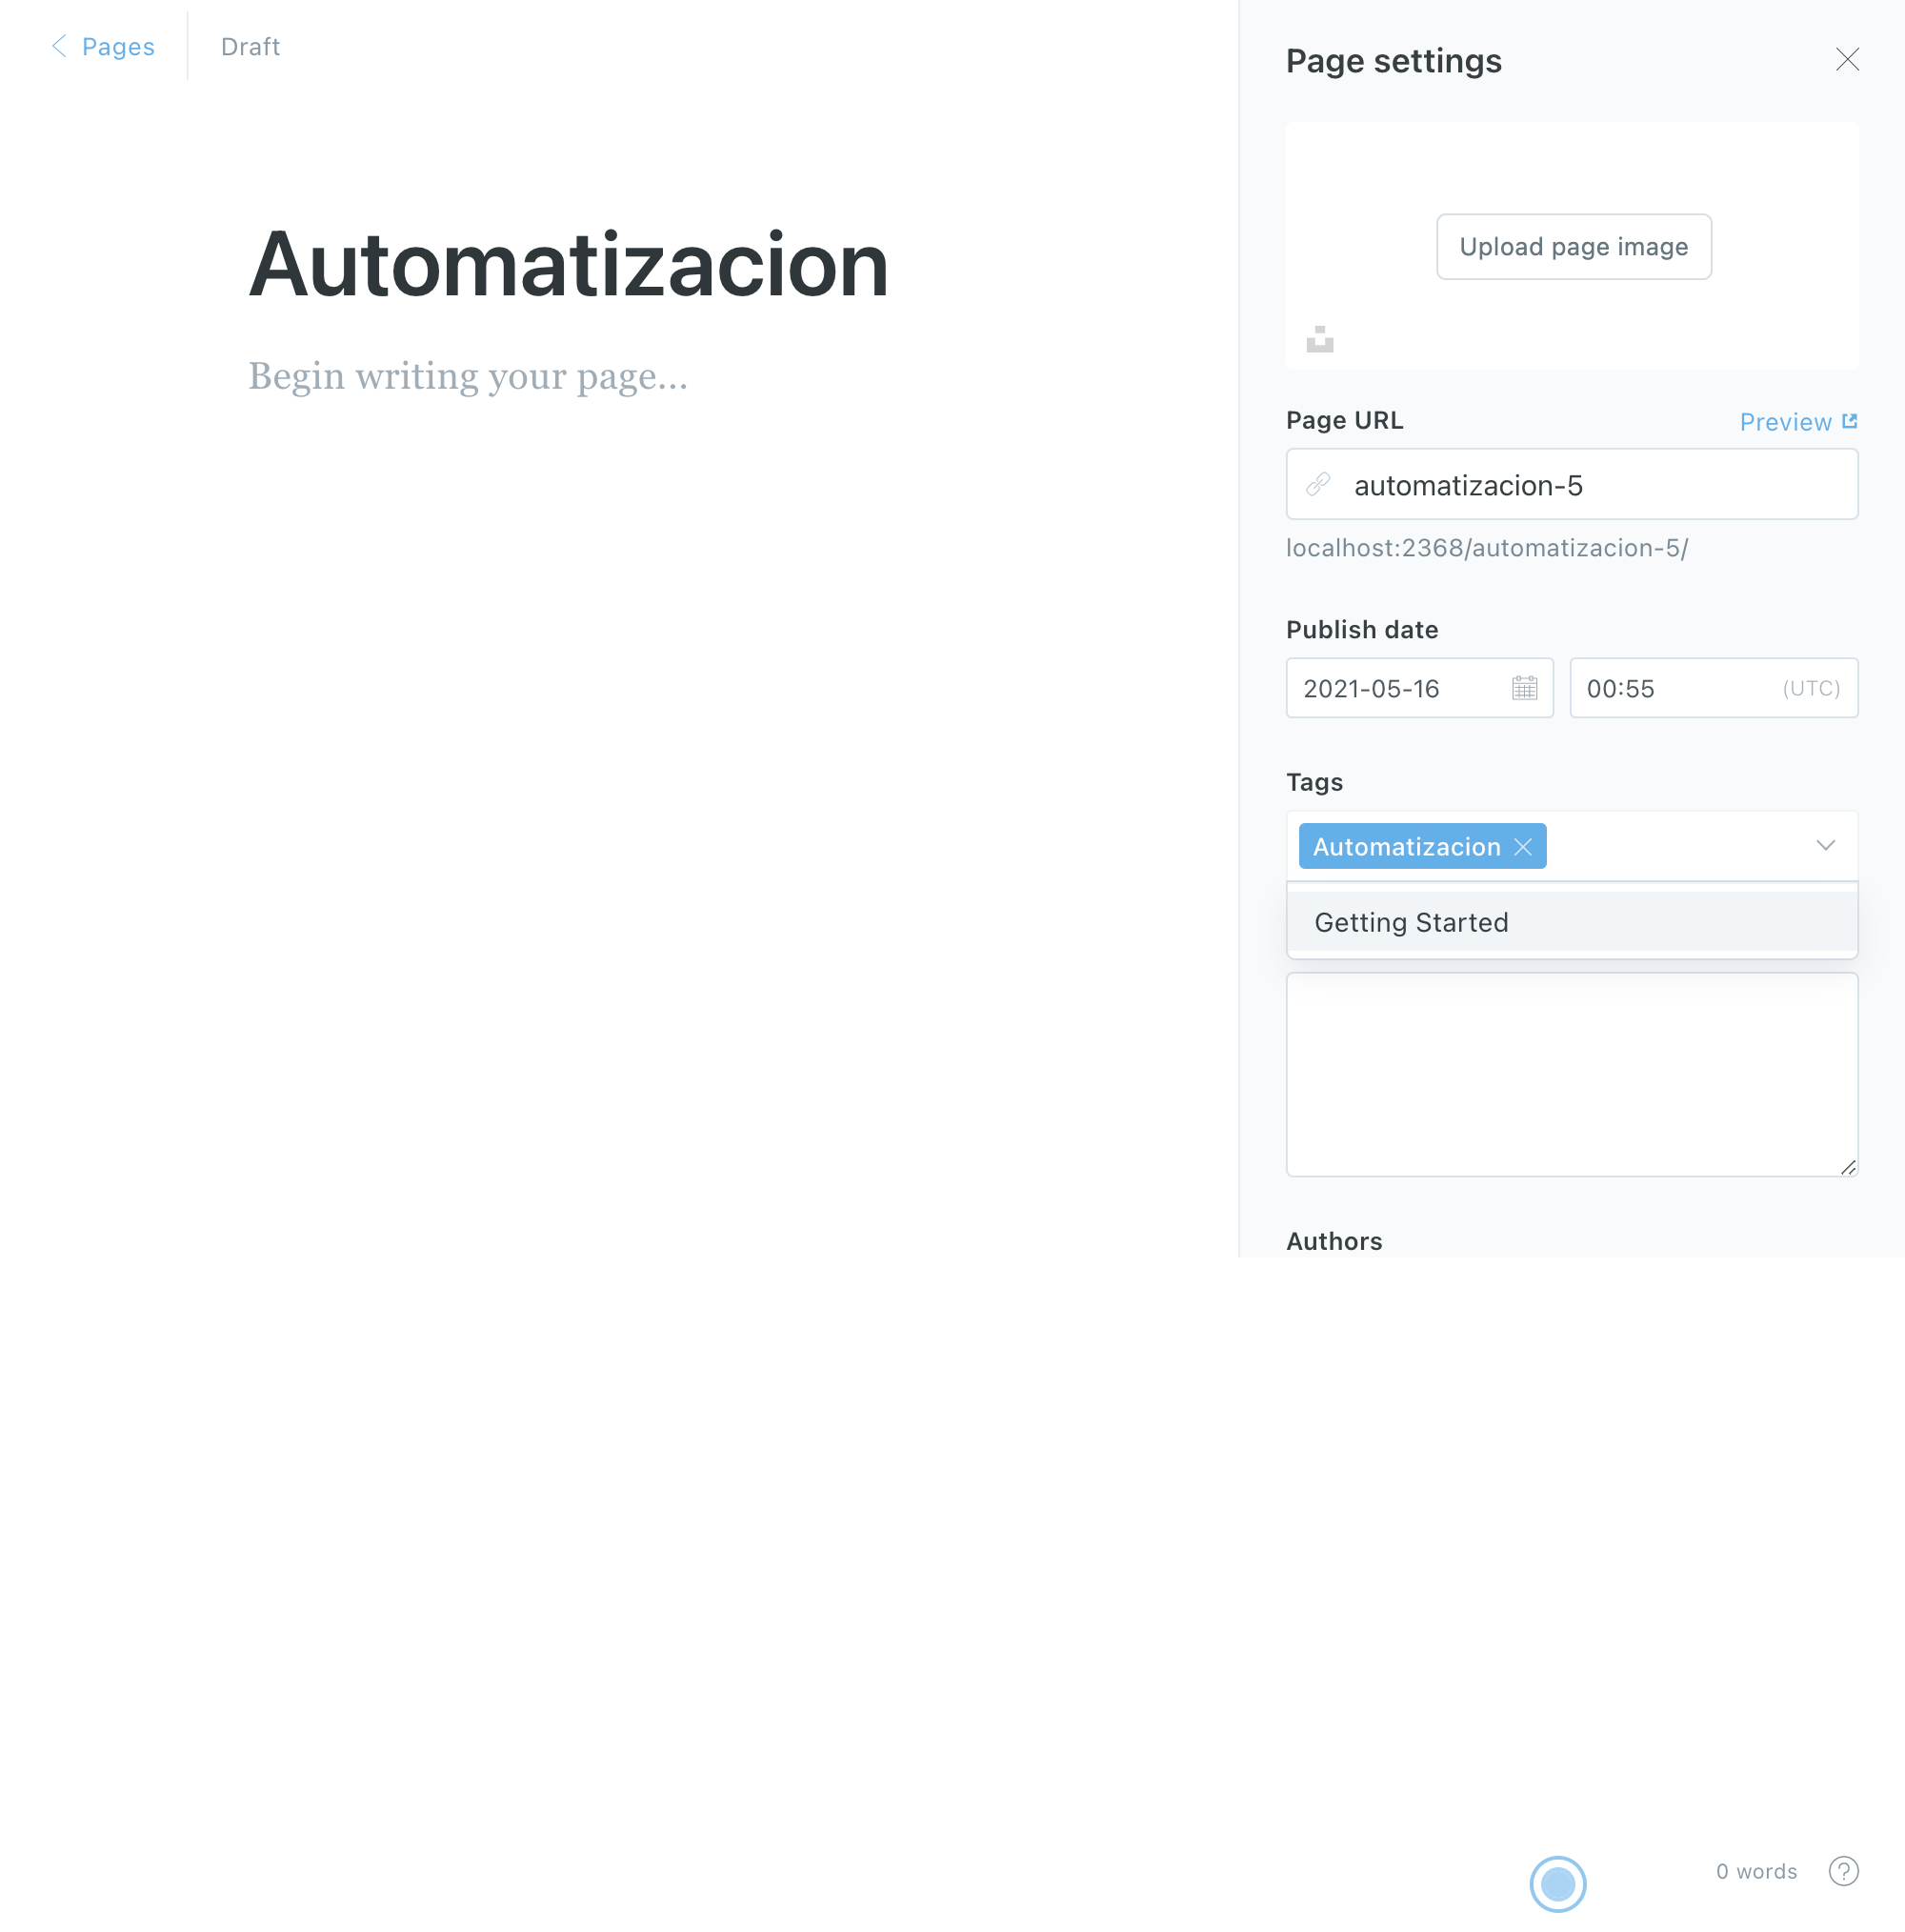 Pages
Draft
Automatizacion
Begin writing your page...
Page settings
Upload page image
Page URL
Preview
automatizacion-5
localhost:2368/automatizacion-5/
Publish date
2021-05-16
00:55
(UTC)
Tags
Automatizacion
Getting Started
Authors
0 words
?